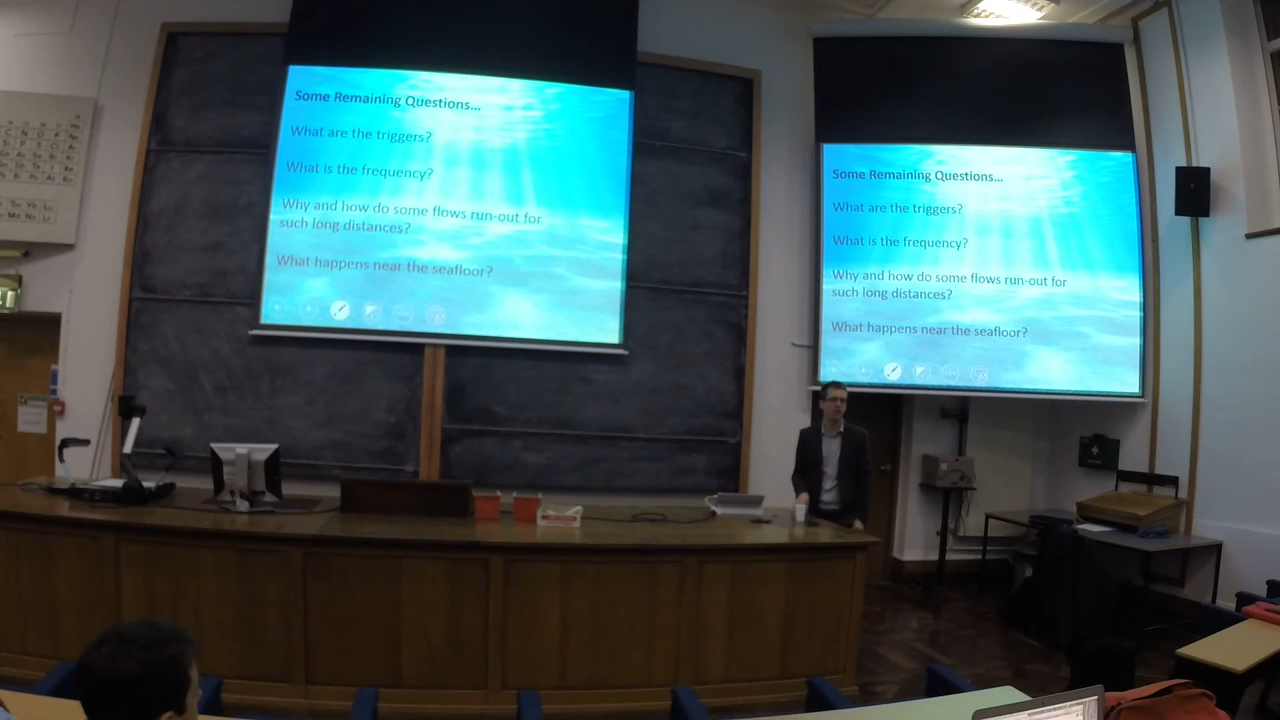 Some Remaining Questions...
What are the triggers?
What is the frequency?
Why and how do some flows run-out for
such long distances?
What happens near the seafloor?
Some Remaining Questions...
What are the triggers?
What is the frequency?
Why and how do some flows run-out for
such long distances?
What happens near the seafloor?